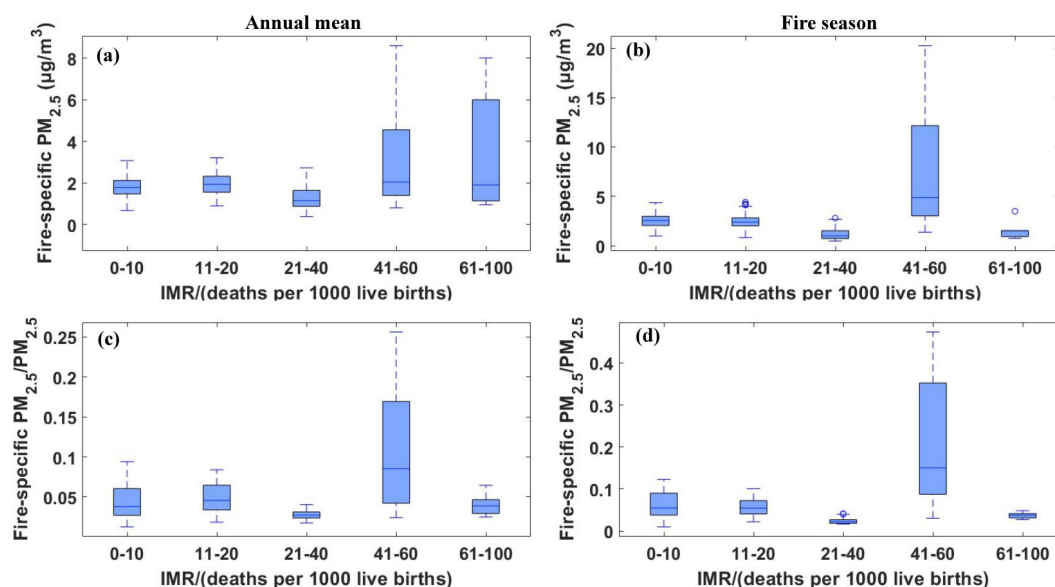 Annual mean
Fire season
(a)
Fire-specific PM2.5 (µg/m3)
8
6
4
2
0
0-10 11-20 21-40 41-60 61-100
IMR/(deaths per 1000 live births)
(b)
Fire-specific PM2.5 (µg/m3)
20
15
10
5
0
0-10 11-20 21-40 41-60 61-100
IMR/(deaths per 1000 live births)
(c)
Fire-specific PM2.5/PM2.5
0.25
0.2
0.15
0.1
0.05
0-10 11-20 21-40 41-60 61-100
IMR/(deaths per 1000 live births)
(d)
Fire-specific PM2.5/PM2.5
0.4
0.3
0.2
0.1
0
0-10 11-20 21-40 41-60 61-100
IMR/(deaths per 1000 live births)